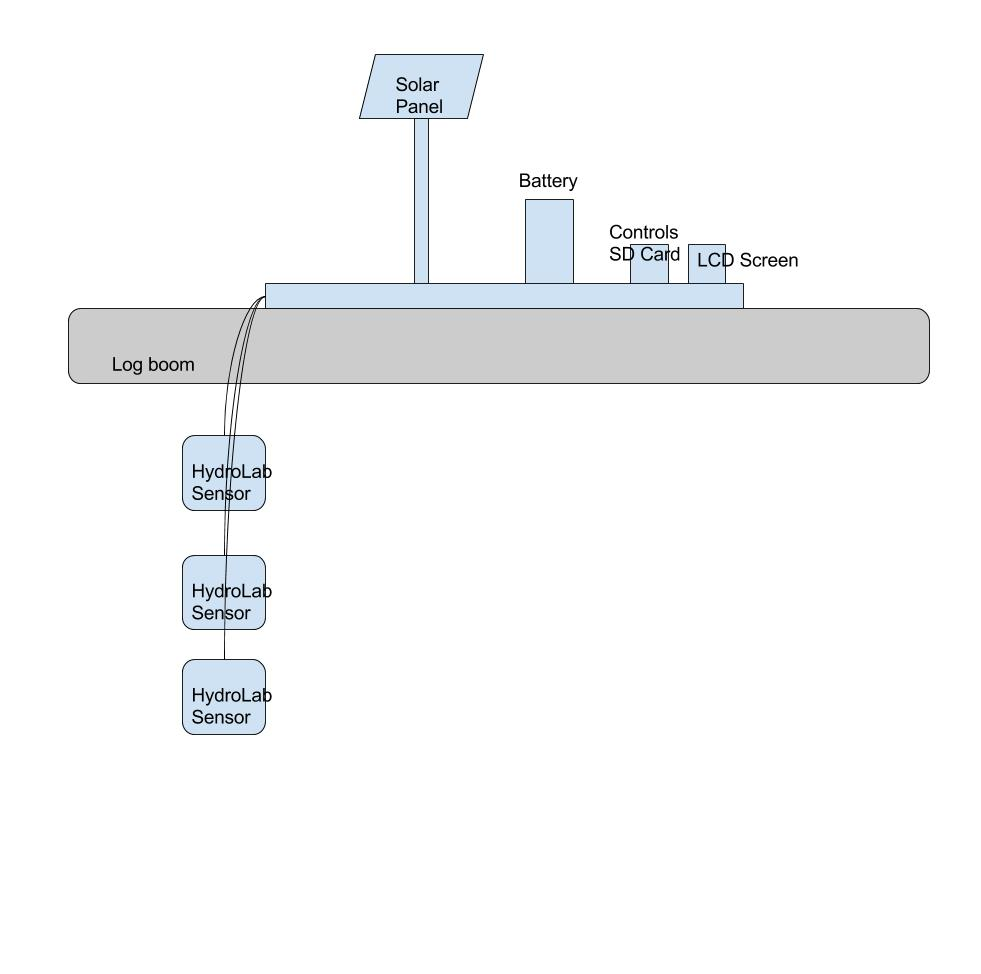 Solar
Panel
Battery
Controls
SD Card
LCD Screen
Log boom
HydroLab
Sensor
HydroLab
Sensor
HydroLab
Sensor